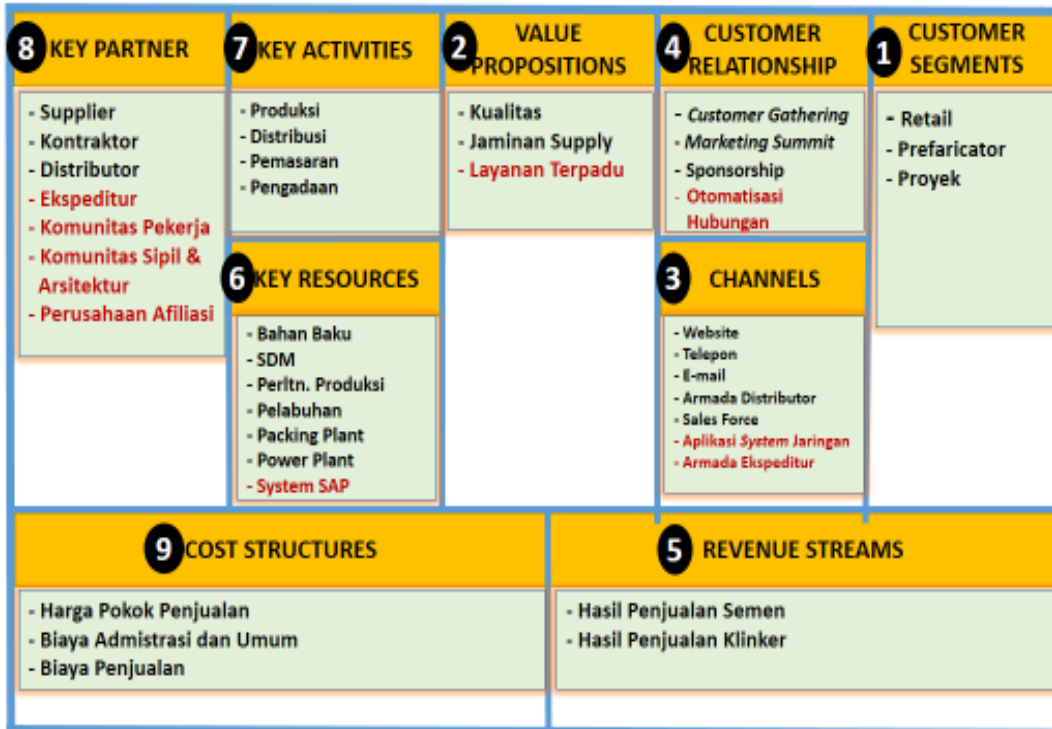 8 KEY PARTNER
- Supplier
- Kontraktor
- Distributor
- Ekspeditur
- Komunitas Pekerja
- Komunitas Sipil &
Arsitektur
- Perusahaan Afiliasi
7 KEY ACTIVITIES
- Produksi
- Distribusi
- Pemasaran
- Pengadaan
6 KEY RESOURCES
- Bahan Baku
- SDM
- Perltn. Produksi
- Pelabuhan
- Packing Plant
- Power Plant
- System SAP
2 VALUE
PROPOSITIONS
- Kualitas
- Jaminan Supply
- Layanan Terpadu
4 CUSTOMER
RELATIONSHIP
- Customer Gathering
- Marketing Summit
- Sponsorship
- Otomatisasi
Hubungan
3 CHANNELS
- Website
- Telepon
- E-mail
- Armada Distributor
- Sales Force
- Aplikasi System Jaringan
- Armada Ekspeditur
1 CUSTOMER
SEGMENTS
- Retail
- Prefaricator
- Proyek
9 COST STRUCTURES
- Harga Pokok Penjualan
- Biaya Admistrasi dan Umum
- Biaya Penjualan
5 REVENUE STREAMS
- Hasil Penjualan Semen
- Hasil Penjualan Klinker